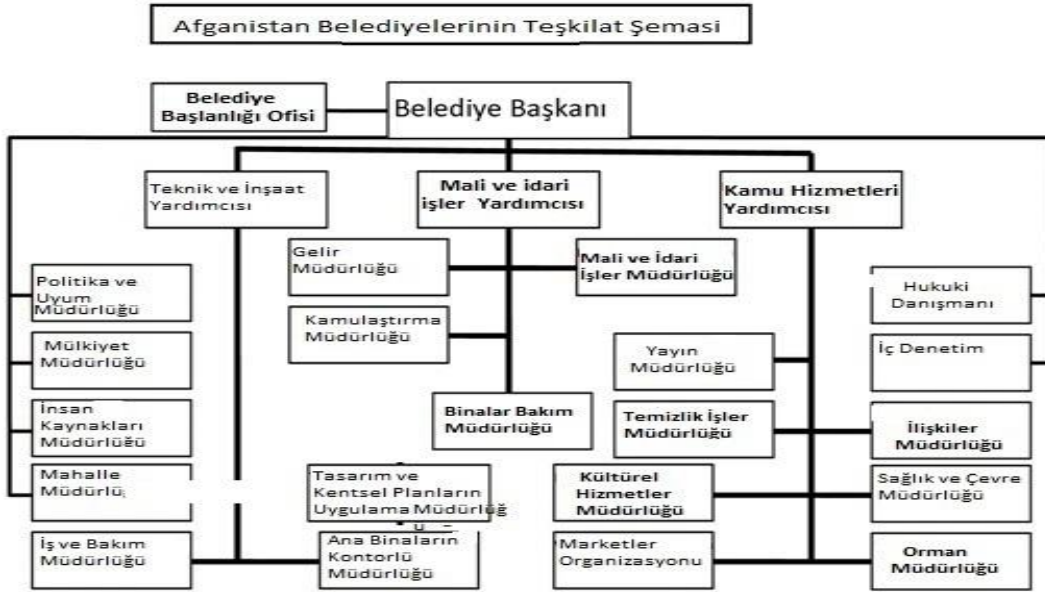 Afganistan Belediyelerinin Teşkilat Şeması
Belediye
Başlanlığı Ofisi
Belediye Başkanı
Teknik ve İnşaat
Yardımcısı
Mali ve idari
işler Yardımcısı
Kamu Hizmetleri
Yardımcısı
Gelir
Müdürlüğü
Mali ve İdari
İşler Müdürlüğü
Politika ve
Uyum
Müdürlüğü
Hukuki
Danışmanı
Kamulaştırma
Müdürlüğü
Mülkiyet
Müdürlüğü
Yayın
Müdürlüğü
İç Denetim
İnsan
Kaynakları
Müdürlüğü
Binalar Bakım
Müdürlüğü
Temizlik İşler
Müdürlüğü
İlişkiler
Müdürlüğü
Mahalle
Müdürlü
Tasarım ve
Kentsel Planların
Uygulama Müdürlüğ
ü
Kültürel
Hizmetler
Müdürlüğü
Sağlık ve Çevre
Müdürlüğü
İş ve Bakım
Müdürlüğü
Ana Binaların
Kontorlü
Müdürlüğü
Marketler
Organizasyonu
Orman
Müdürlüğü